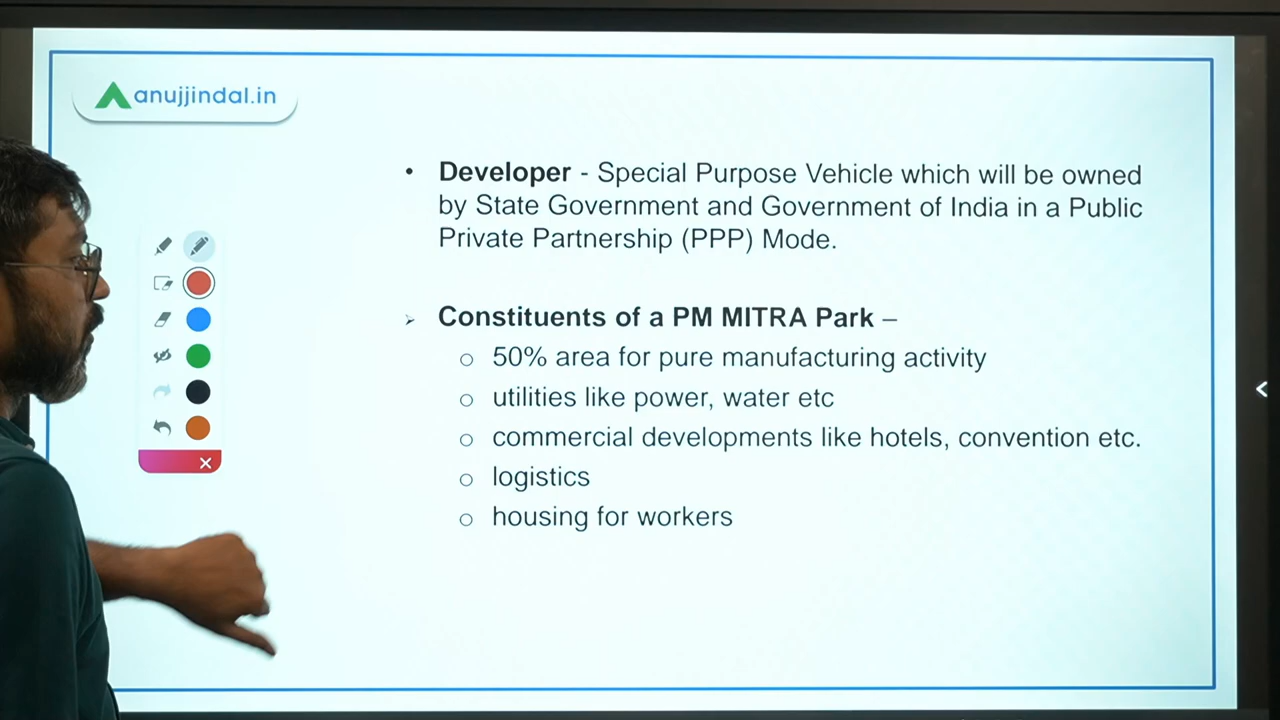 anujjindal.in
• Developer - Special Purpose Vehicle which will be owned
by State Government and Government of India in a Public
Private Partnership (PPP) Mode.
➢ Constituents of a PM MITRA Park –
o 50% area for pure manufacturing activity
o utilities like power, water etc
o commercial developments like hotels, convention etc.
o logistics
o housing for workers